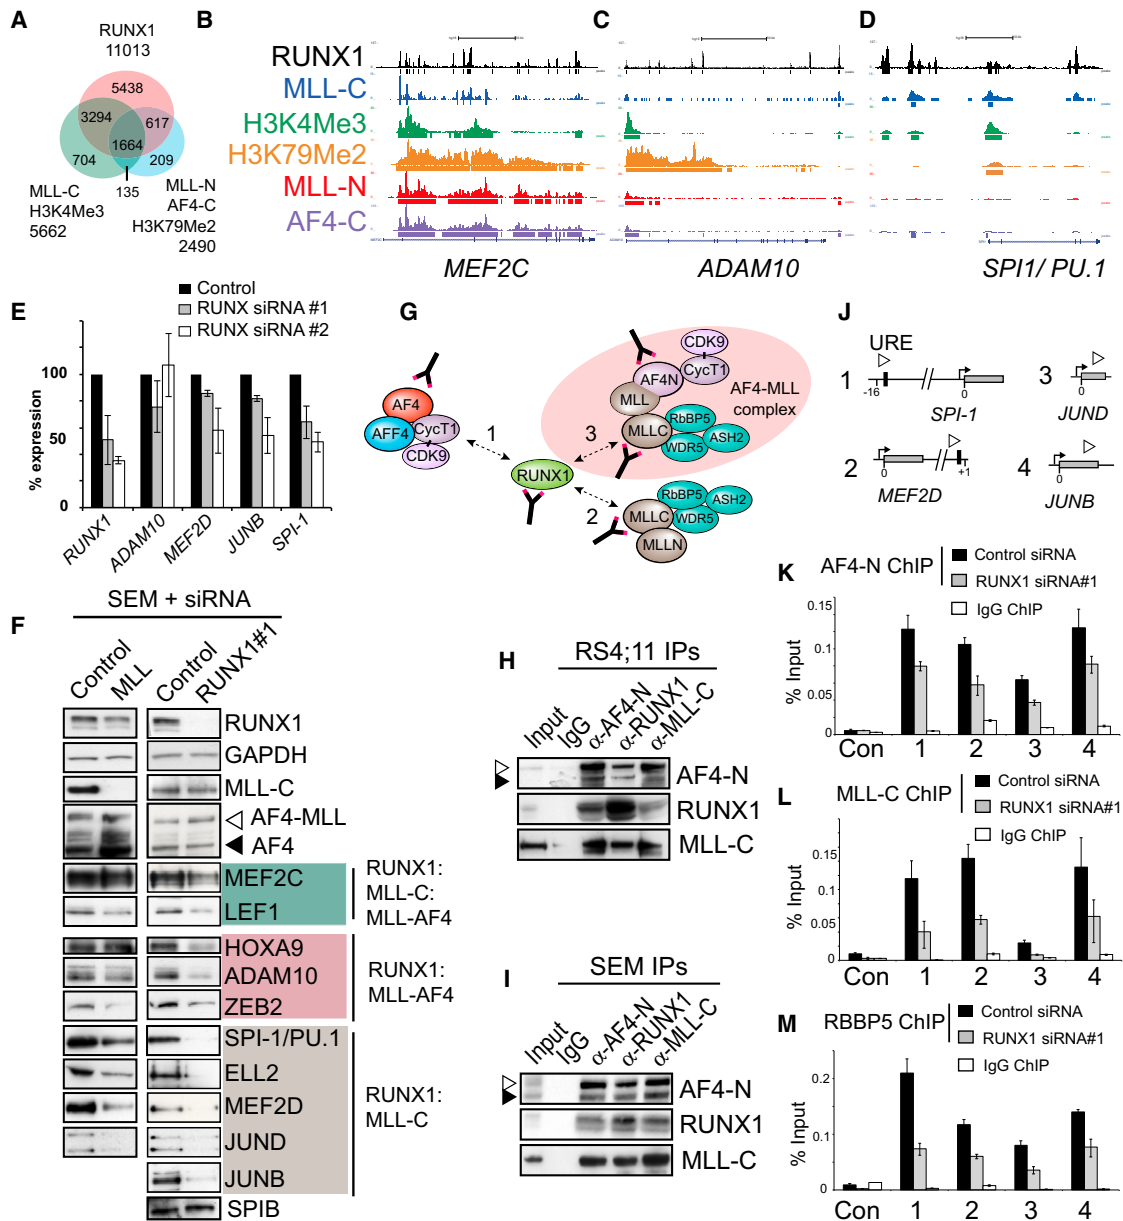 A
RUNX1
11013
5438
3294
617
1664
704
209
135
MLL-C
H3K4Me3
5662
MLL-N
AF4-C
H3K79Me2
2490
B
C
D
RUNX1
MLL-C
H3K4Me3
H3K79Me2
MLL-N
AF4-C
MEF2C
ADAM10
SPI1/ PU.1
E
Control
RUNX siRNA #1
RUNX siRNA #2
% expression
100
50
0
RUNX1
ADAM10
MEF2D
JUNB
SPI-1
F
SEM + siRNA
Control
MLL
Control
RUNX1#1
RUNX1
GAPDH
MLL-C
AF4-MLL
AF4
MEF2C
LEF1
HOXA9
ADAM10
ZEB2
SPI-1/PU.1
ELL2
MEF2D
JUND
JUNB
SPIB
RUNX1:
MLL-C:
MLL-AF4
RUNX1:
MLL-AF4
RUNX1:
MLL-C
G
AF4
AFF4
CycT1
CDK9
1
RUNX1
3
2
CDK9
CycT1
AF4N
MLL
MLLC
RbBP5
WDR5
ASH2
AF4-MLL
complex
RbBP5
ASH2
MLLC
WDR5
MLLN
H
RS4;11 IPs
Input
IgG
α-AF4-N
α-RUNX1
α-MLL-C
AF4-N
RUNX1
MLL-C
I
SEM IPs
Input
IgG
α-AF4-N
α-RUNX1
α-MLL-C
AF4-N
RUNX1
MLL-C
J
URE
1
-16
0
SPI-1
3
0
JUND
2
0
+1
MEF2D
4
0
JUNB
K
AF4-N ChIP
Control siRNA
RUNX1 siRNA#1
IgG ChIP
% Input
0.15
0.1
0.05
0
Con 1 2 3 4
L
MLL-C ChIP
Control siRNA
RUNX1 siRNA#1
IgG ChIP
% Input
0.15
0.1
0.05
0
Con 1 2 3 4
M
RBBP5 ChIP
Control siRNA
RUNX1 siRNA#1
IgG ChIP
% Input
0.2
0.1
0
Con 1 2 3 4